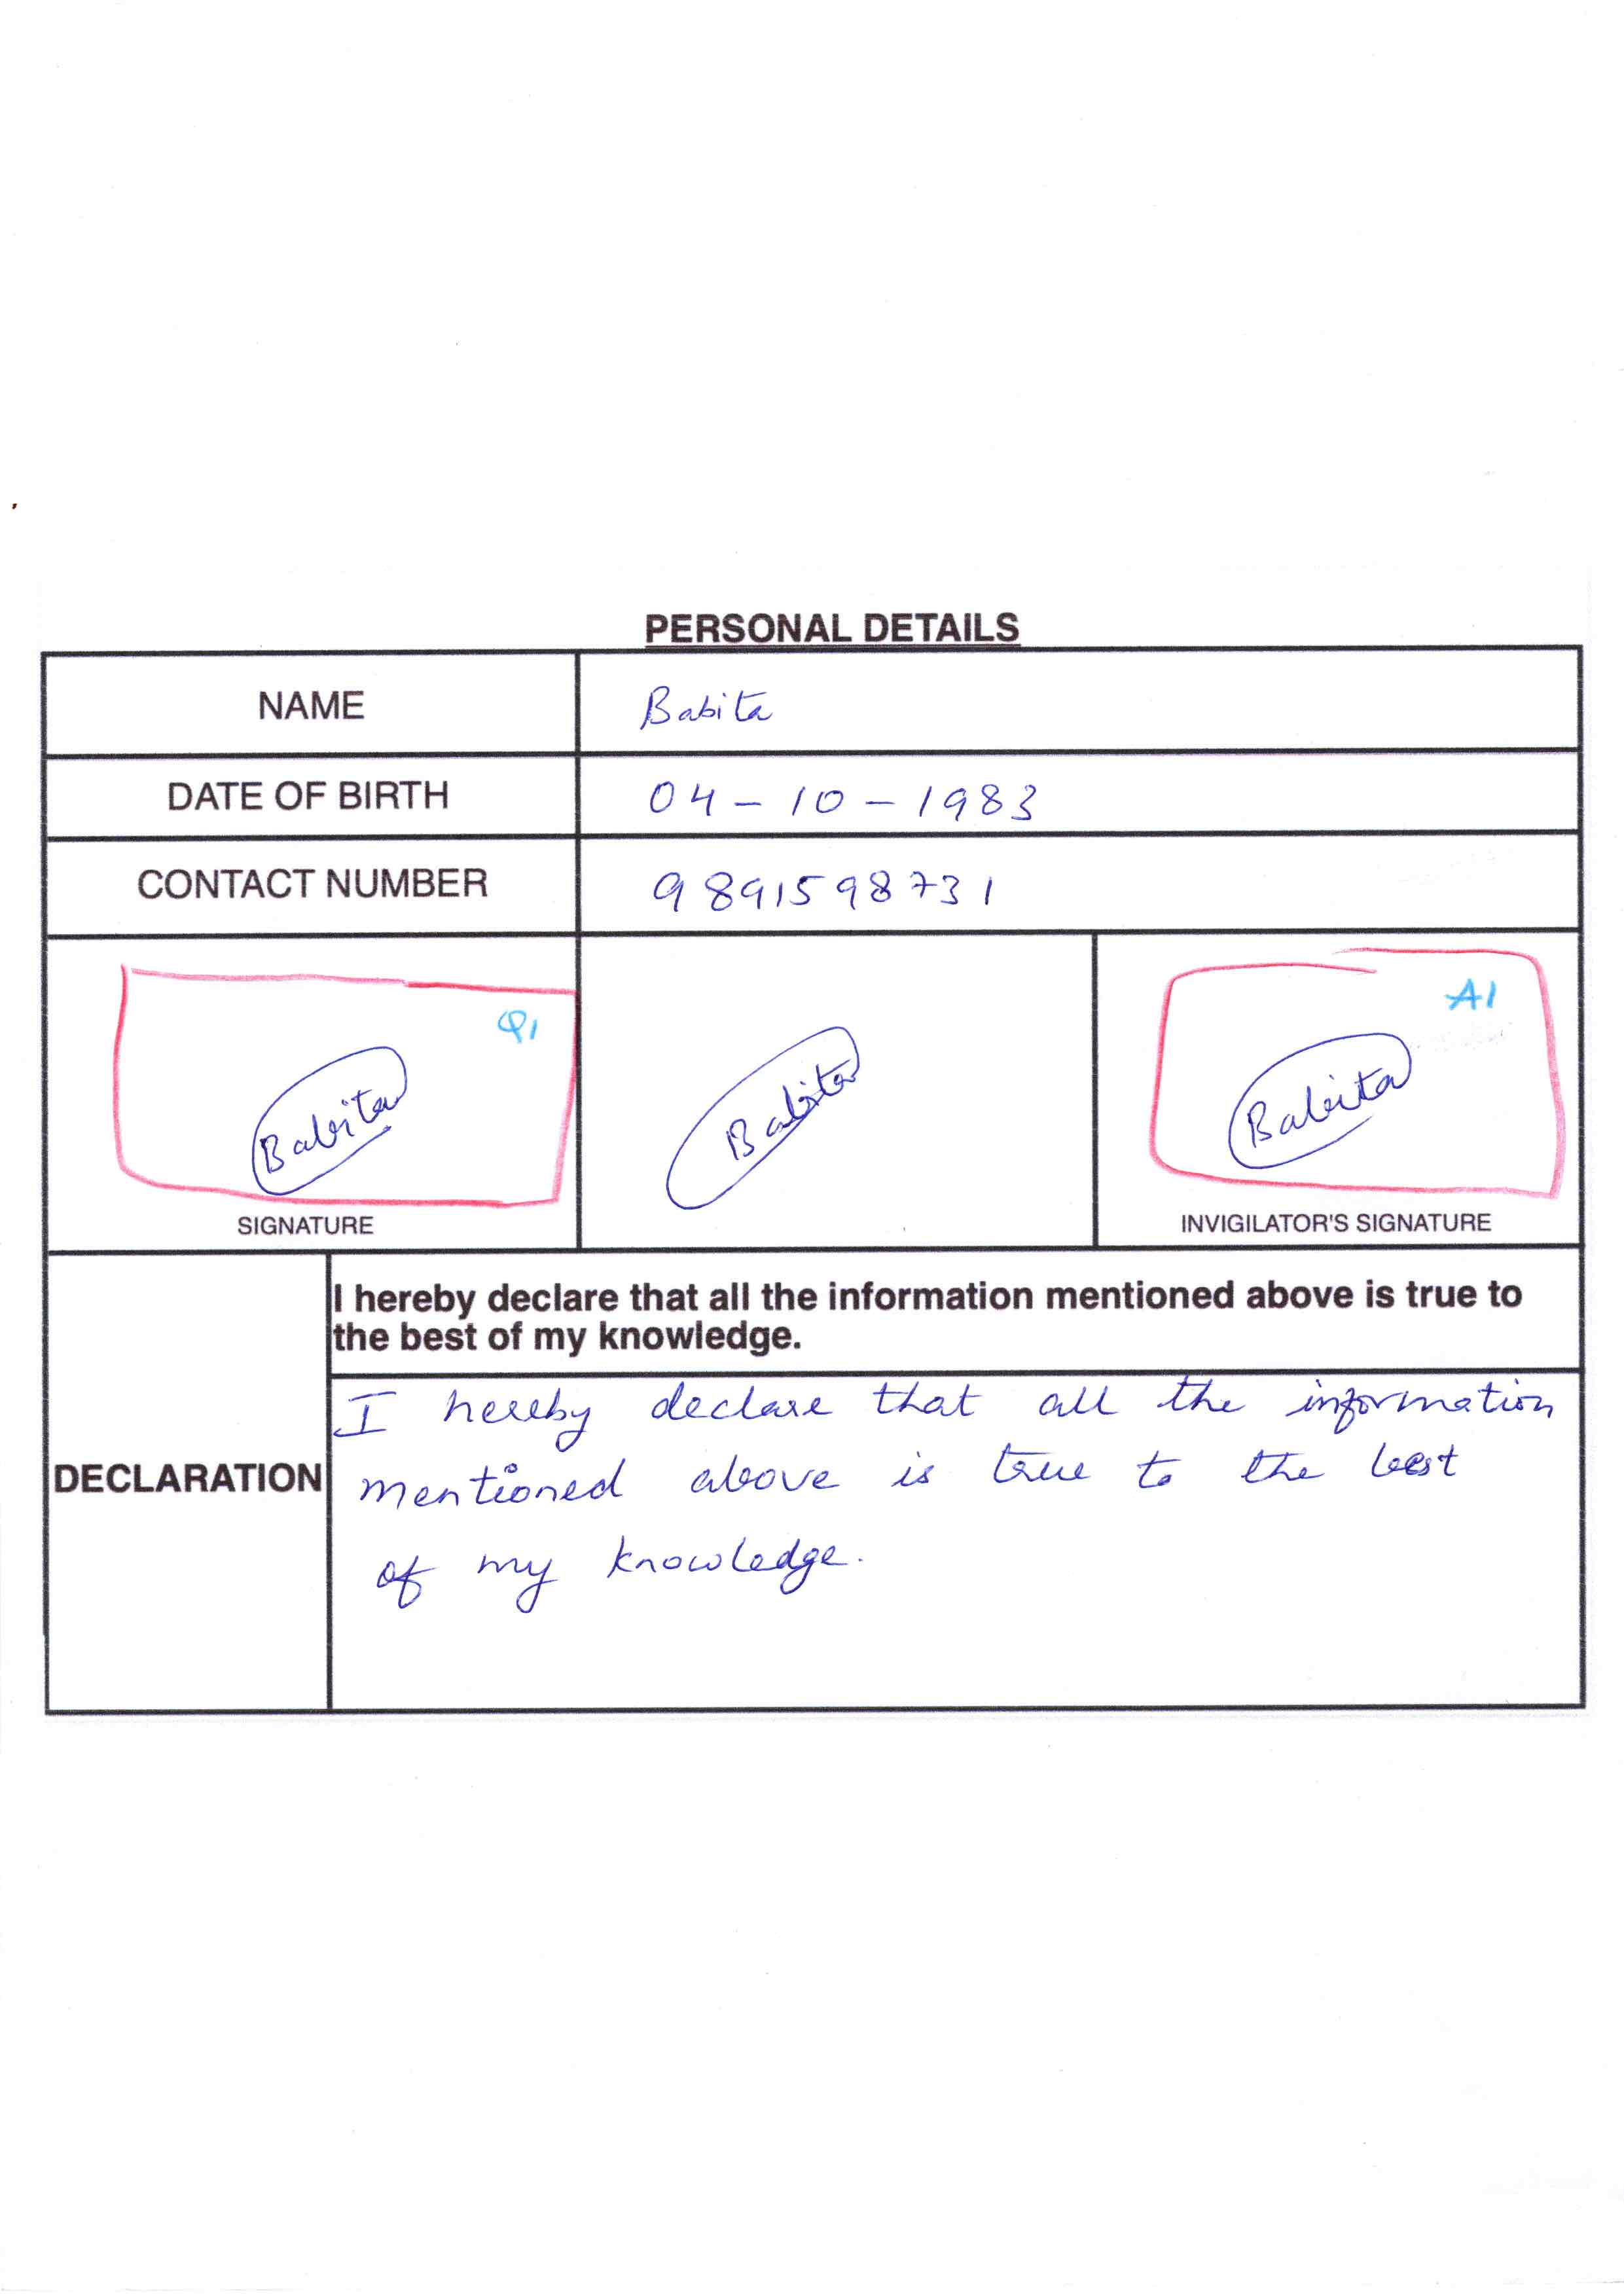 PERSONAL DETAILS
NAME
Babita
DATE OF BIRTH
04-10-1983
CONTACT NUMBER
9891598731
Q1
Babita
SIGNATURE
Babita
A1
Babita
INVIGILATOR'S SIGNATURE
DECLARATION
I hereby declare that all the information mentioned above is true to
the best of my knowledge.
I hereby declare that all the information
mentioned above is true to the best
of my knowledge.